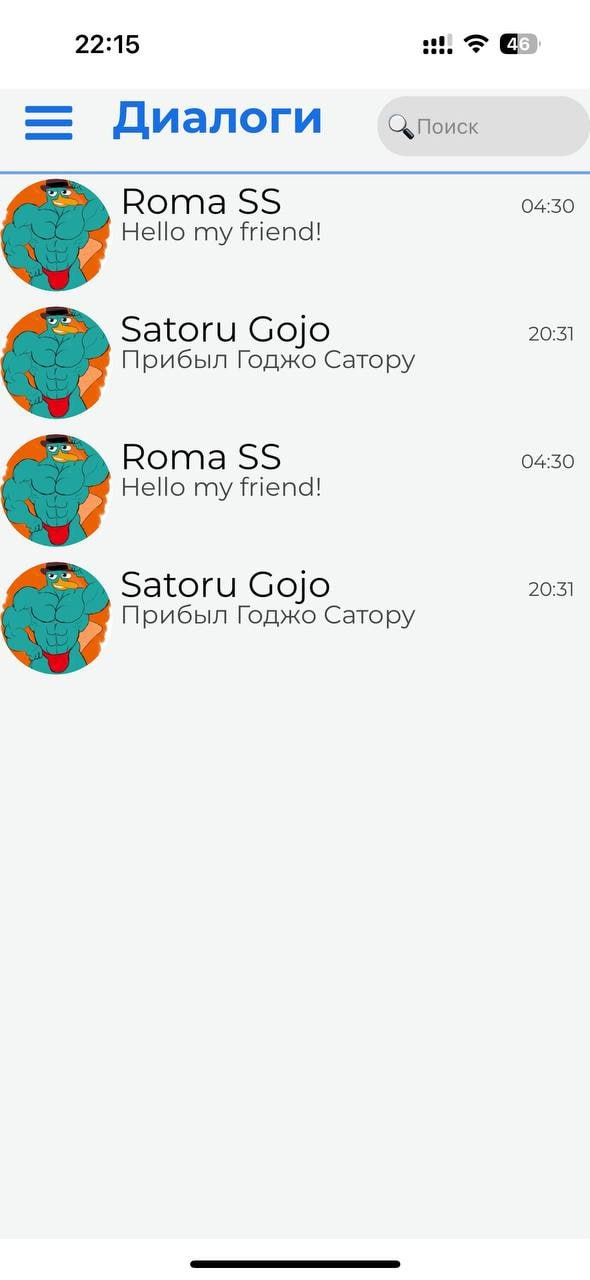 22:15
46
Диалоги
Поиск
Roma SS
04:30
Hello my friend!
Satoru Gojo
20:31
Прибыл Годжо Сатору
Roma SS
04:30
Hello my friend!
Satoru Gojo
20:31
Прибыл Годжо Сатору